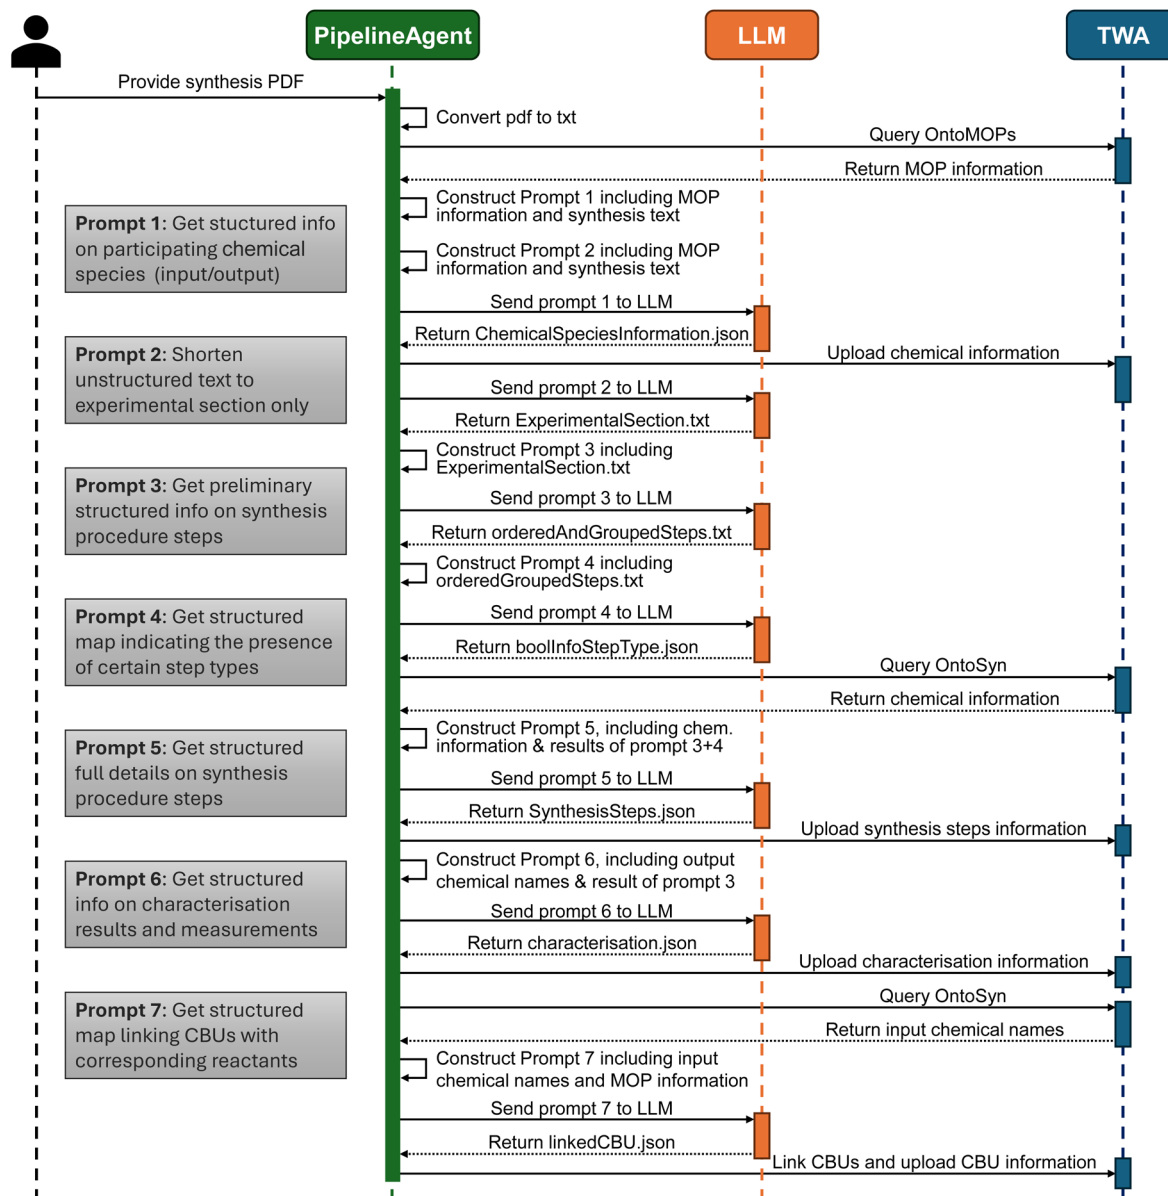 PipelineAgent
LLM
TWA
Provide synthesis PDF
Convert pdf to txt
Query OntoMOPs
Return MOP information
Construct Prompt 1 including MOP
information and synthesis text
Prompt 1: Get stuctured info
on participating chemical
species (input/output)
Construct Prompt 2 including MOP
information and synthesis text
Send prompt 1 to LLM
Return ChemicalSpeciesInformation.json
Upload chemical information
Prompt 2: Shorten
unstructured text to
experimental section only
Send prompt 2 to LLM
Return ExperimentalSection.txt
Construct Prompt 3 including
ExperimentalSection.txt
Prompt 3: Get preliminary
structured info on synthesis
procedure steps
Send prompt 3 to LLM
Return orderedAndGroupedSteps.txt
Construct Prompt 4 including
orderedGroupedSteps.txt
Prompt 4: Get structured
map indicating the presence
of certain step types
Send prompt 4 to LLM
Return boolInfoStepType.json
Query OntoSyn
Return chemical information
Construct Prompt 5, including chem.
information & results of prompt 3+4
Prompt 5: Get structured
full details on synthesis
procedure steps
Send prompt 5 to LLM
Return SynthesisSteps.json
Upload synthesis steps information
Construct Prompt 6, including output
chemical names & result of prompt 3
Prompt 6: Get structured
info on characterisation
results and measurements
Send prompt 6 to LLM
Return characterisation.json
Upload characterisation information
Query OntoSyn
Return input chemical names
Prompt 7: Get structured
map linking CBUs with
corresponding reactants
Construct Prompt 7 including input
chemical names and MOP information
Send prompt 7 to LLM
Return linkedCBU.json
Link CBUs and upload CBU information